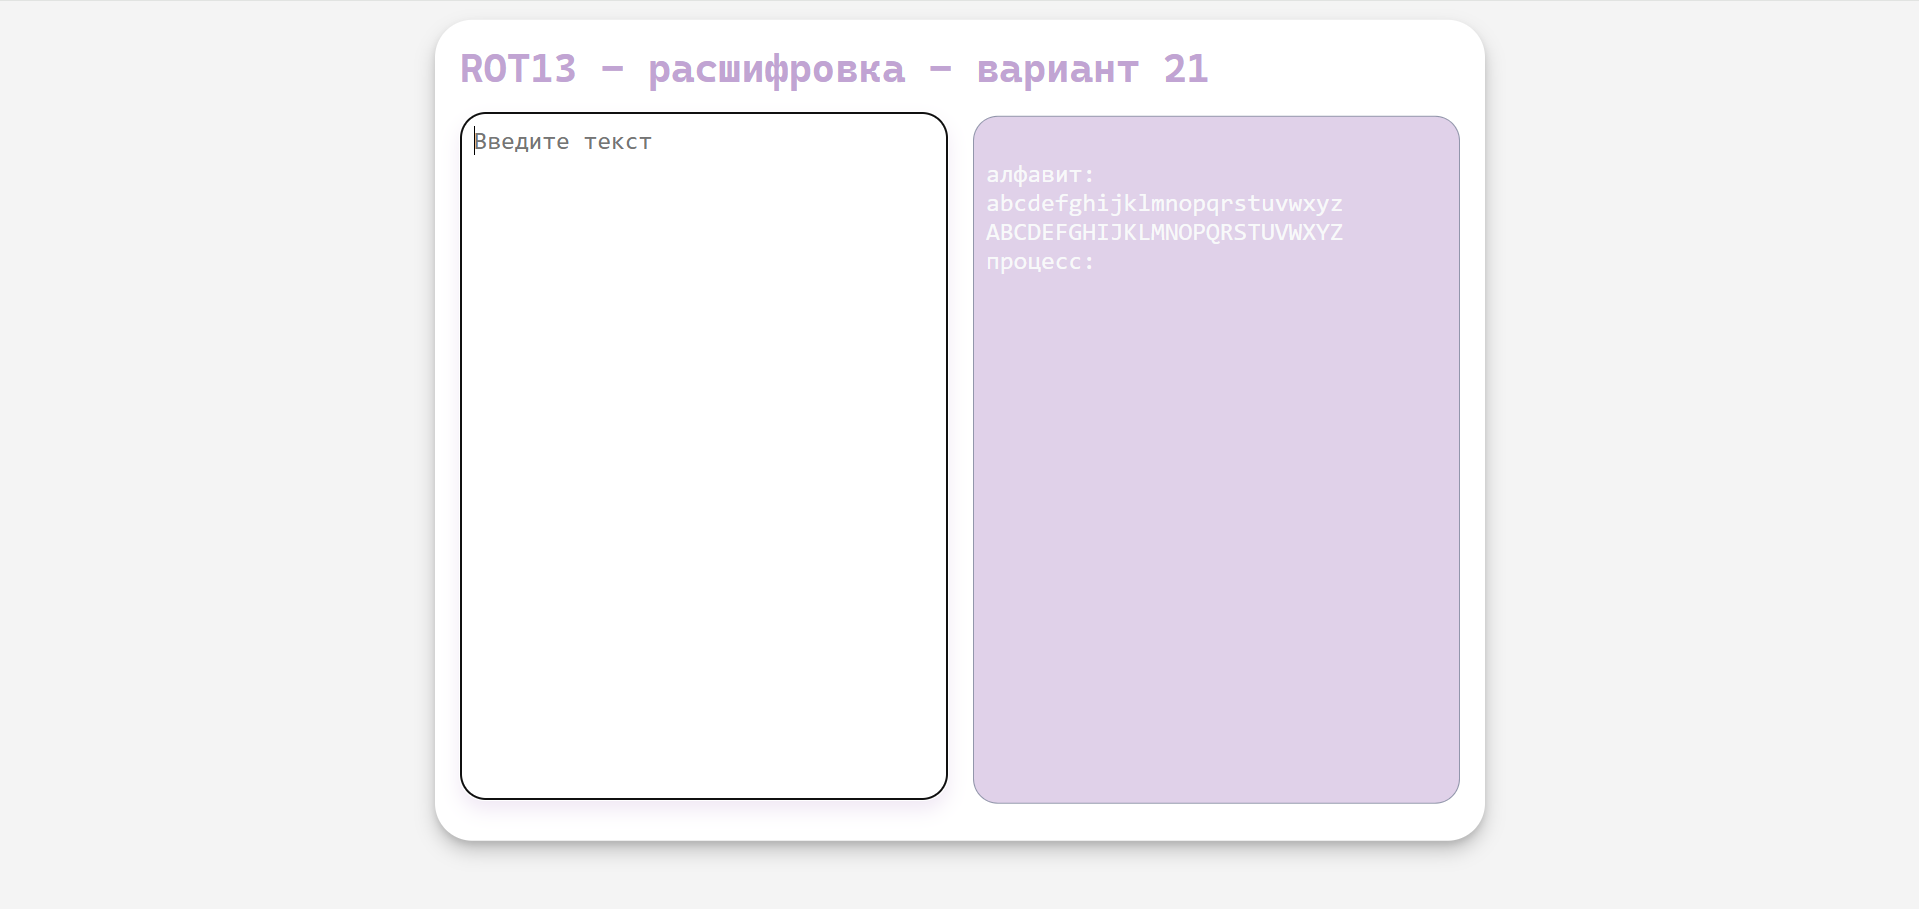 ROT13 – расшифровка – вариант 21
Введите текст
алфавит:
abcdefghijklmnopqrstuvwxyz
ABCDEFGHIJKLMNOPQRSTUVWXYZ
процесс: